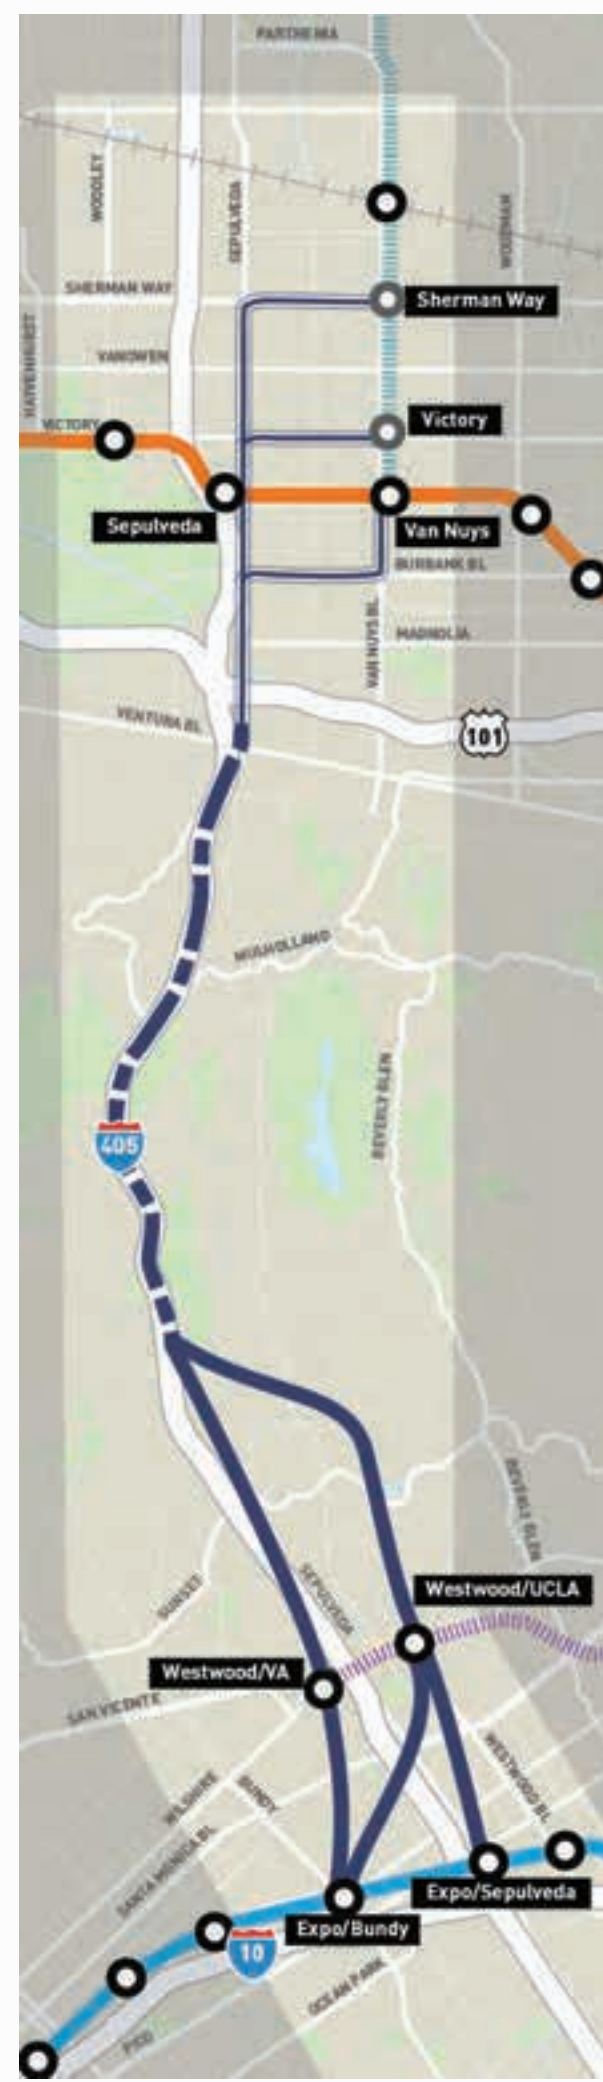 PARTHENIA
WOODLEY
SEPULVEDA
WOODMAN
SHERMAN WAY
Sherman Way
HAYVENHURST
VANOWEN
VICTORY
Victory
Sepulveda
Van Nuys
BURBANK BL
VAN NUYS BL
MAGNOLIA
VENTURA BL
101
MULHOLLAND
BEVERLY GLEN
405
BEVERLY GLEN
SUNSET
SEPULVEDA
Westwood/UCLA
Westwood/VA
SAN VICENTE
WILSHIRE
BUNDY
WESTWOOD BL
SANTA MONICA BL
Expo/Sepulveda
Expo/Bundy
10
OCEAN PARK
PICO